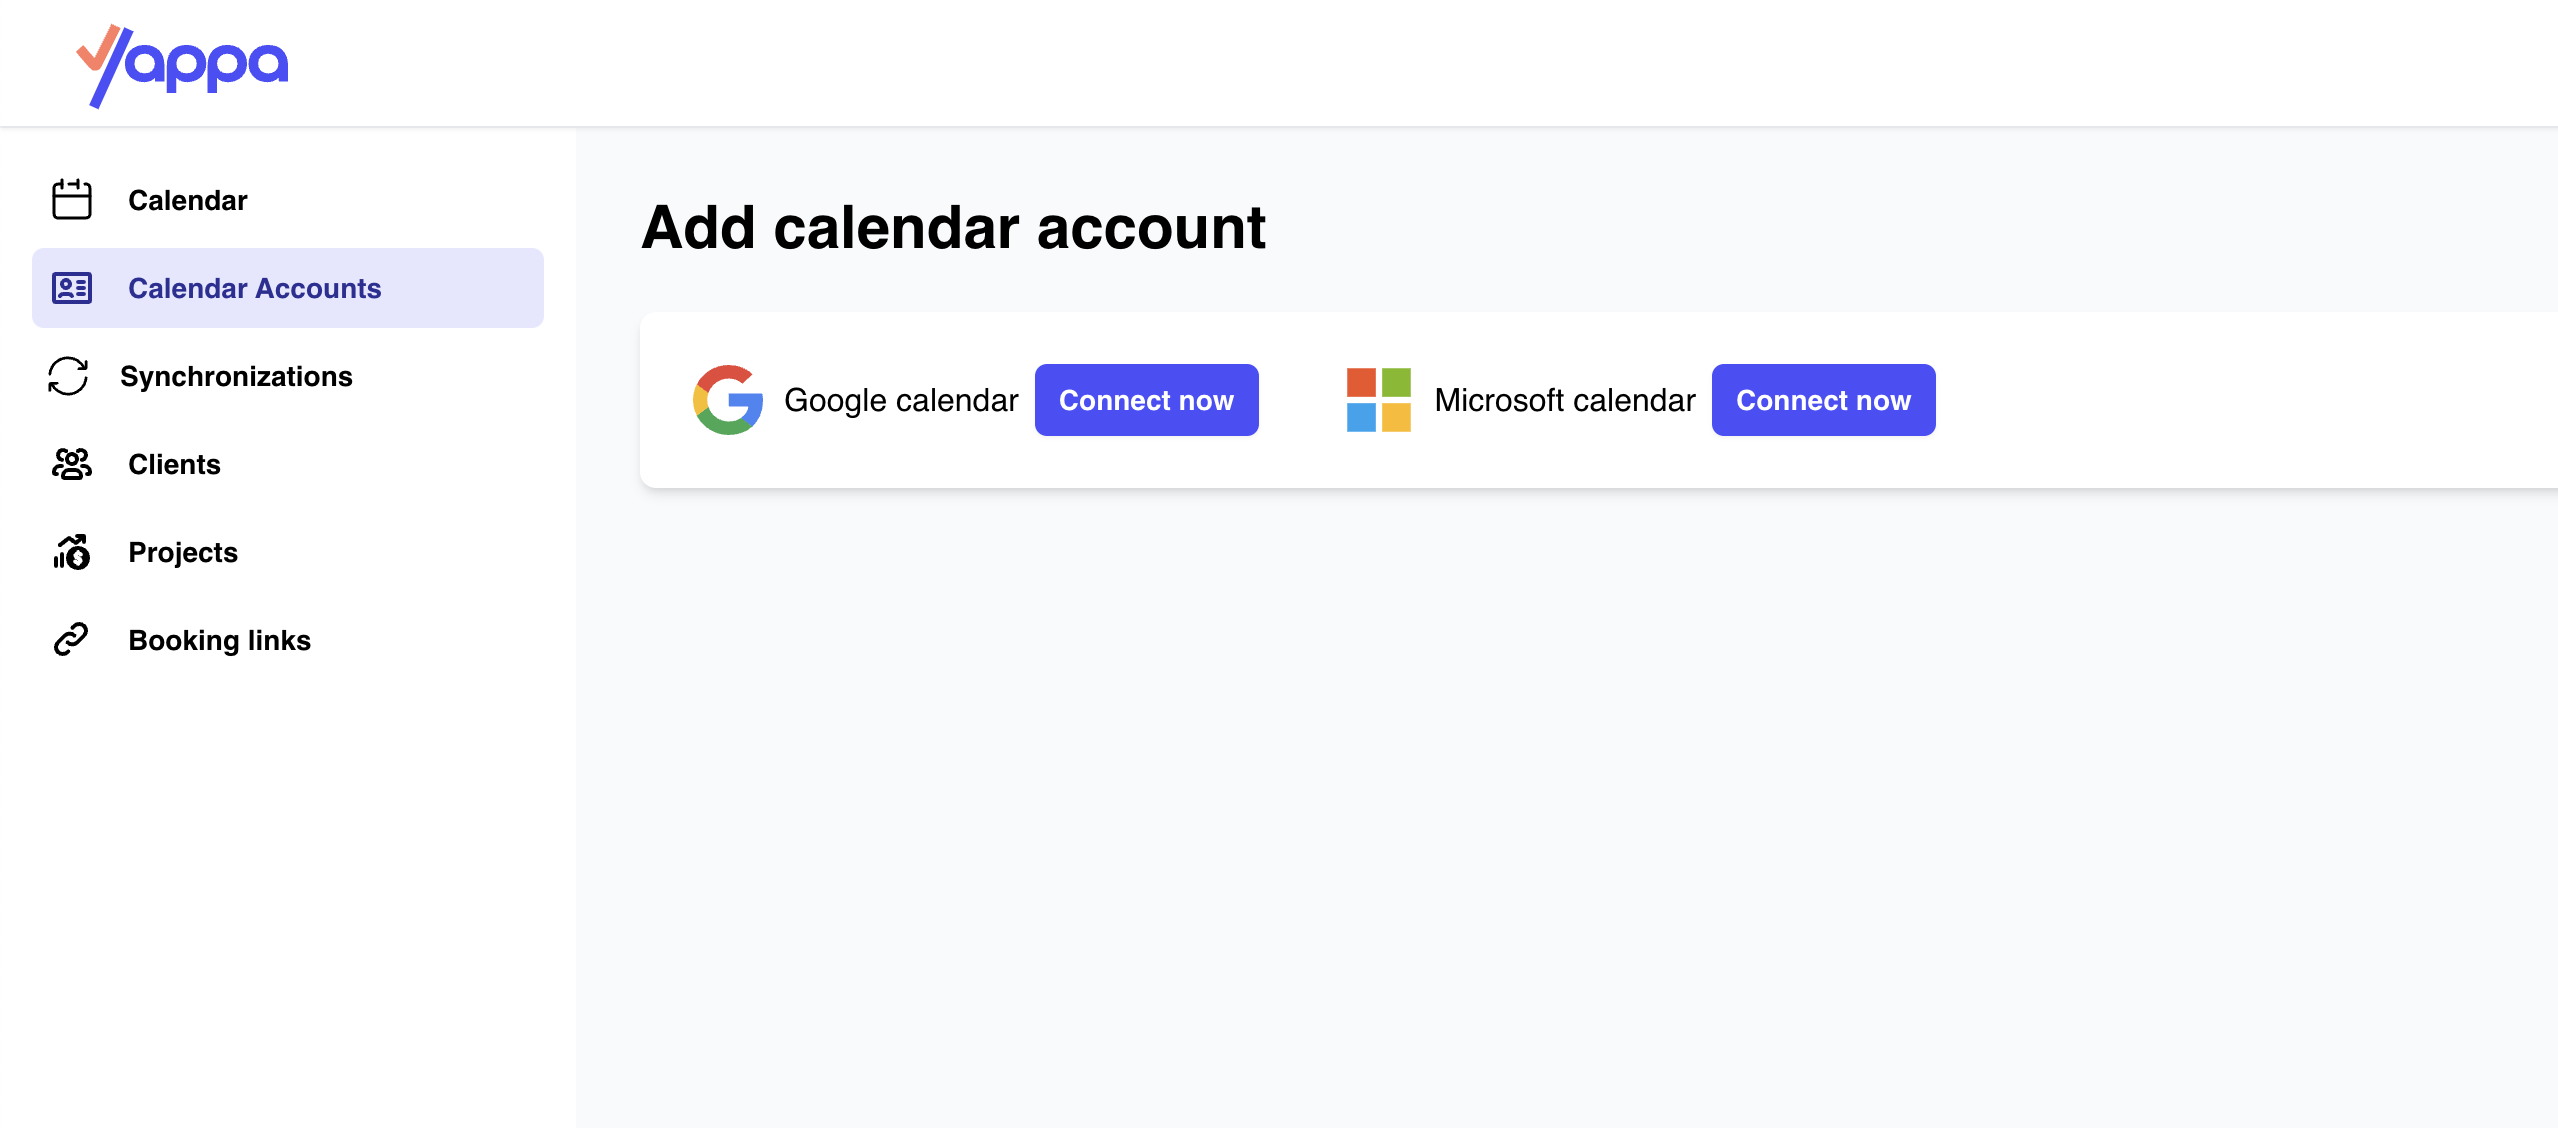 Yappa
Calendar
Calendar Accounts
Synchronizations
Clients
Projects
Booking links
Add calendar account
Google calendar Connect now Microsoft calendar Connect now